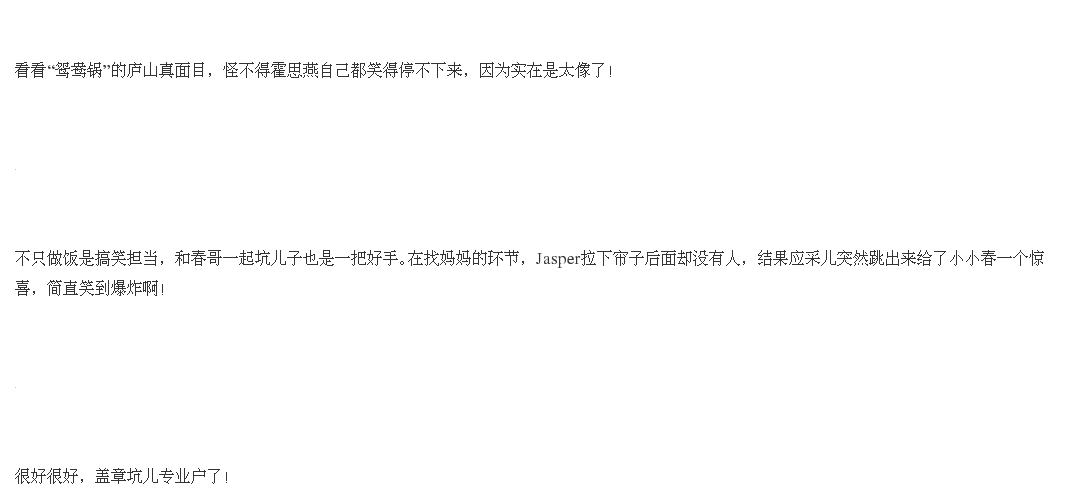 看看“鸳鸯锅”的庐山真面目，怪不得霍思燕自己都笑得停不下来，因为实在是太像了！
不只做饭是搞笑担当，和春哥一起坑儿子也是一把好手。在找妈妈的环节，Jasper拉下帘子后面却没有人，结果应采儿突然跳出来给了小小春一个惊
喜，简直笑到爆炸啊！
很好很好，盖章坑儿专业户了！